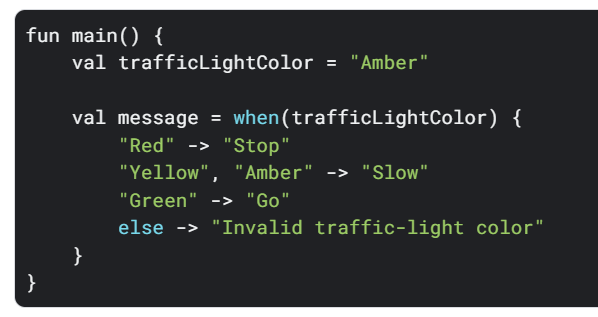 fun main() {
    val trafficLightColor = "Amber"

    val message = when(trafficLightColor) {
        "Red" -> "Stop"
        "Yellow", "Amber" -> "Slow"
        "Green" -> "Go"
        else -> "Invalid traffic-light color"
    }
}